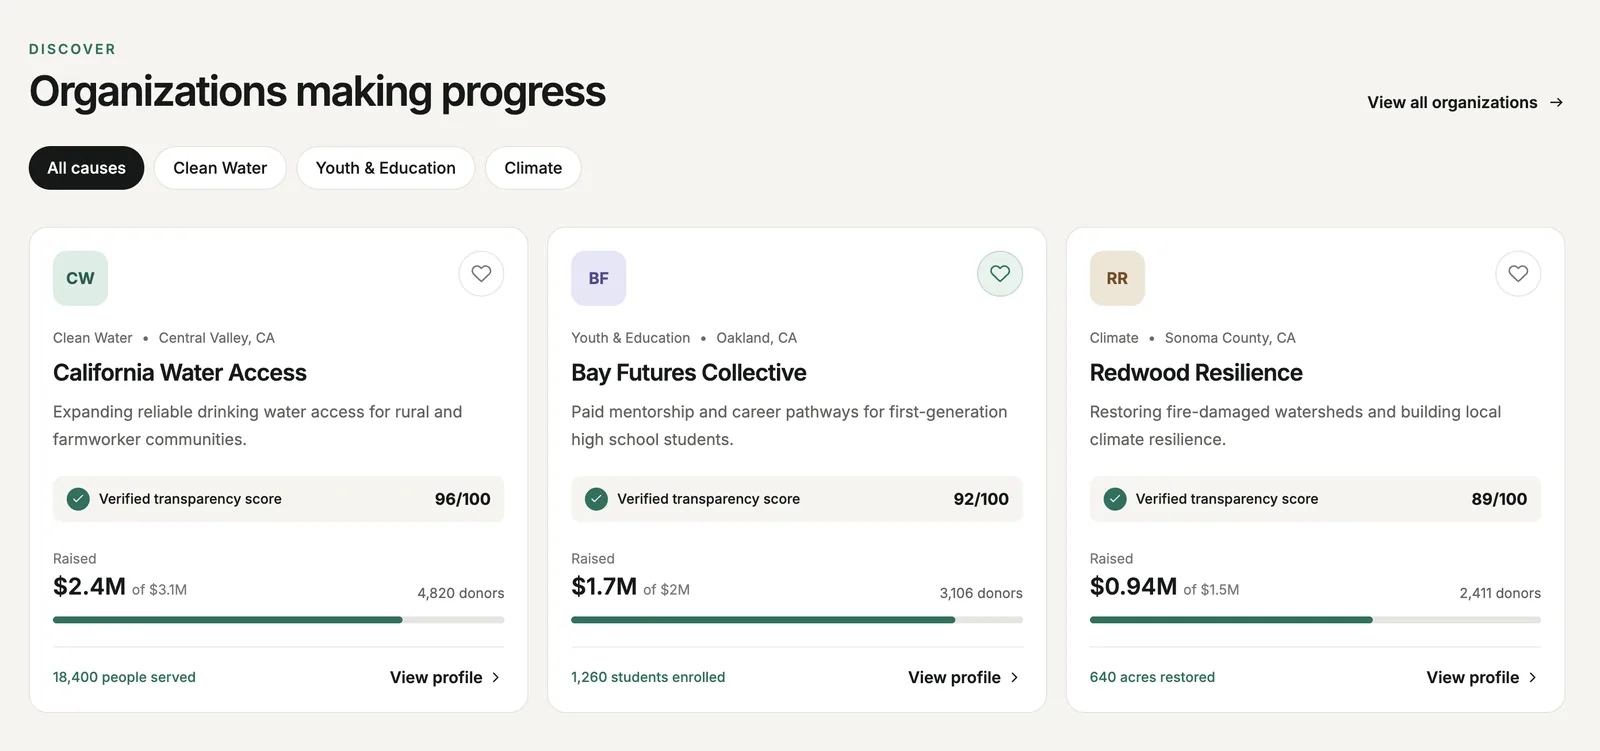 DISCOVER
Organizations making progress
View all organizations →
All causes
Clean Water
Youth & Education
Climate
CW
Clean Water • Central Valley, CA
California Water Access
Expanding reliable drinking water access for rural and
farmworker communities.
Verified transparency score
96/100
Raised
$2.4M of $3.1M
4,820 donors
18,400 people served
View profile
BF
Youth & Education • Oakland, CA
Bay Futures Collective
Paid mentorship and career pathways for first-generation
high school students.
Verified transparency score
92/100
Raised
$1.7M of $2M
3,106 donors
1,260 students enrolled
View profile
RR
Climate • Sonoma County, CA
Redwood Resilience
Restoring fire-damaged watersheds and building local
climate resilience.
Verified transparency score
89/100
Raised
$0.94M of $1.5M
2,411 donors
640 acres restored
View profile